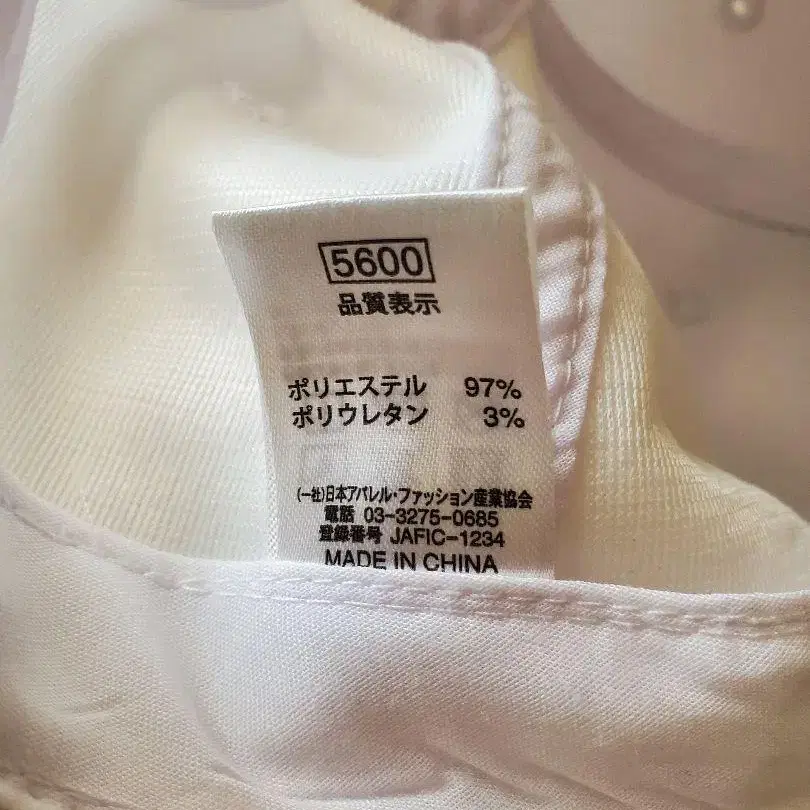 5600
品質表示
ポリエステル 97%
ポリウレタン 3%
(一社)日本アパレル・ファッション産業協会
電話 03-3275-0685
登録番号 JAFIC-1234
MADE IN CHINA